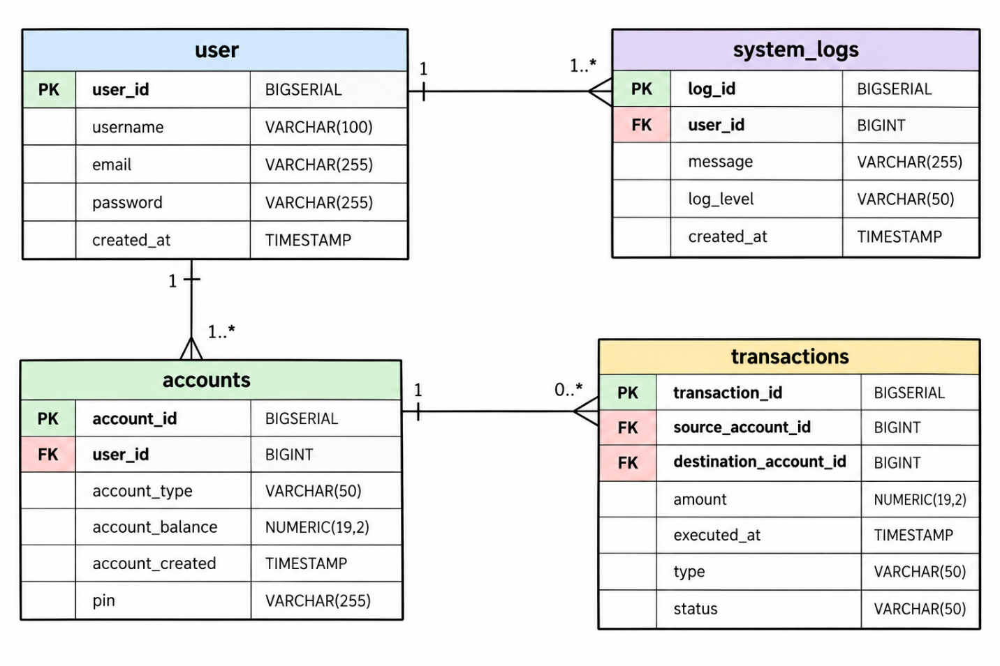 user
PK user_id BIGSERIAL
username VARCHAR(100)
email VARCHAR(255)
password VARCHAR(255)
created_at TIMESTAMP
1
1..*
system_logs
PK log_id BIGSERIAL
FK user_id BIGINT
message VARCHAR(255)
log_level VARCHAR(50)
created_at TIMESTAMP
1
1..*
accounts
PK account_id BIGSERIAL
FK user_id BIGINT
account_type VARCHAR(50)
account_balance NUMERIC(19,2)
account_created TIMESTAMP
pin VARCHAR(255)
1
0..*
transactions
PK transaction_id BIGSERIAL
FK source_account_id BIGINT
FK destination_account_id BIGINT
amount NUMERIC(19,2)
executed_at TIMESTAMP
type VARCHAR(50)
status VARCHAR(50)